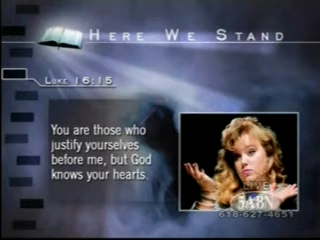 Here We Stand
Luke 16:15
You are those who
justify yourselves
before me, but God
knows your hearts.
LIVE
3ABN
618-627-4651